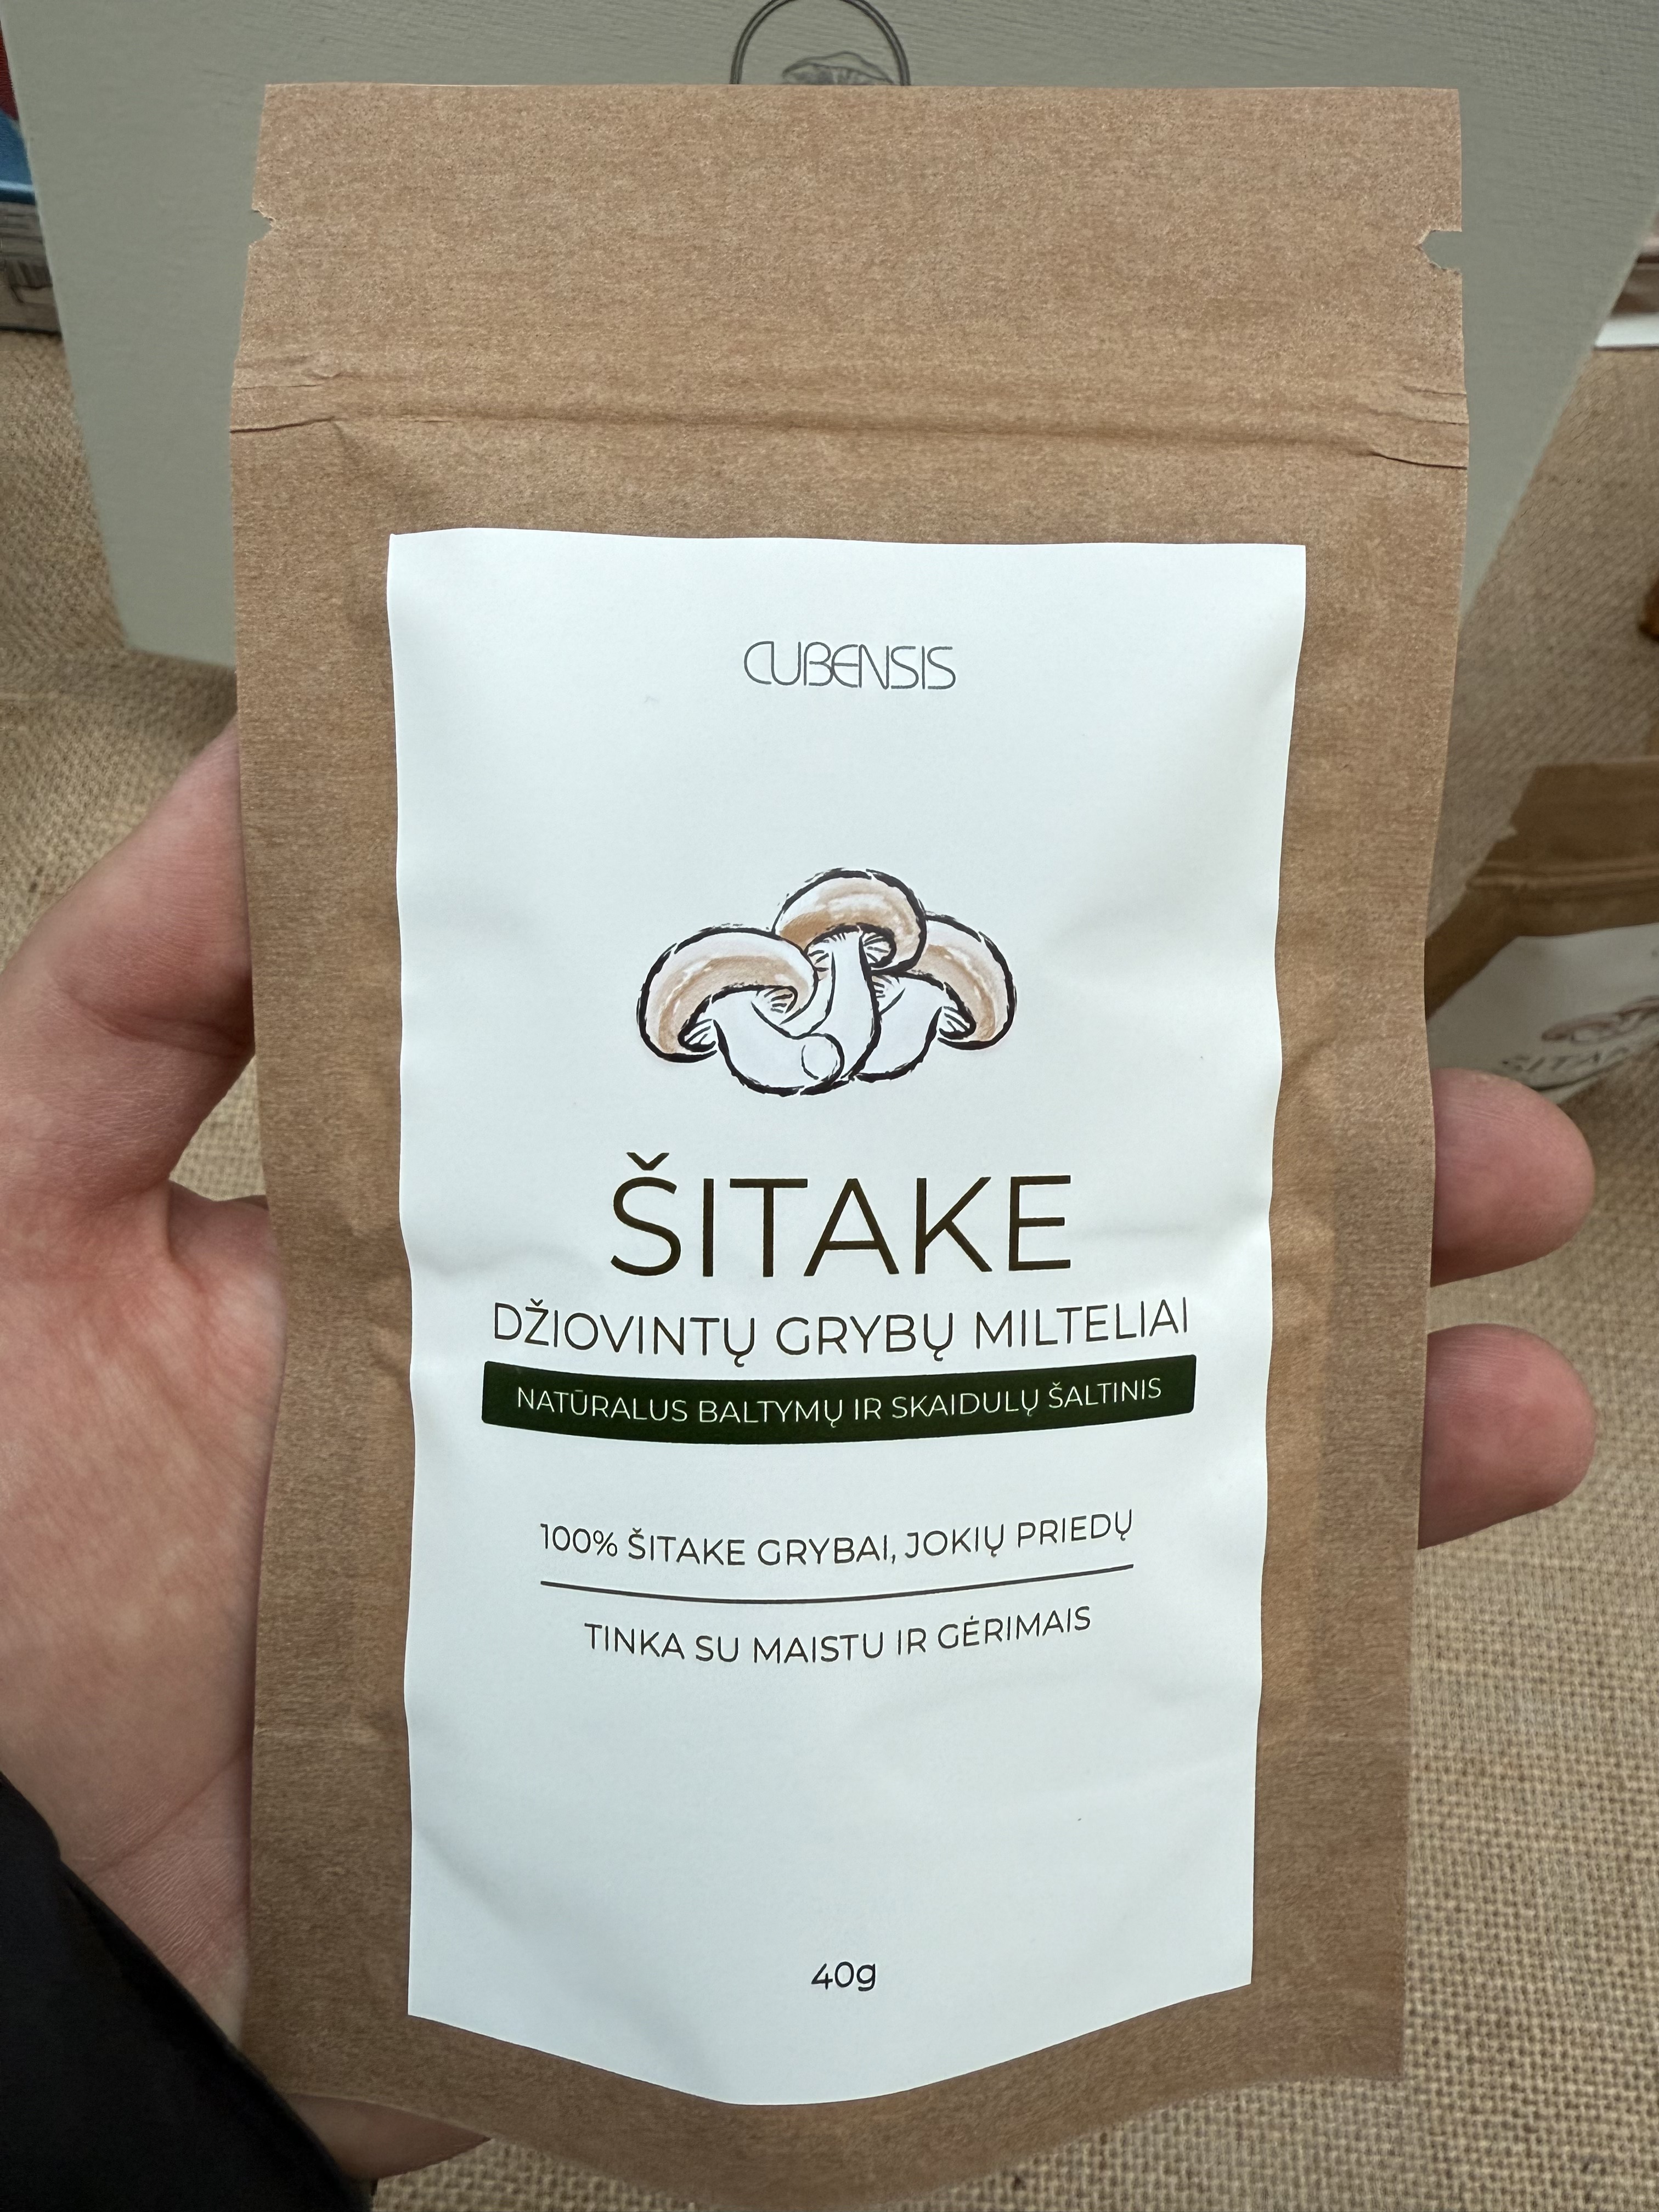 CUBENSIS
ŠITAKE
DŽIOVINTŲ GRYBŲ MILTELIAI
NATŪRALUS BALTYMŲ IR SKAIDULŲ ŠALTINIS
100% ŠITAKE GRYBAI, JOKIŲ PRIEDŲ
TINKA SU MAISTU IR GĖRIMAIS
40g